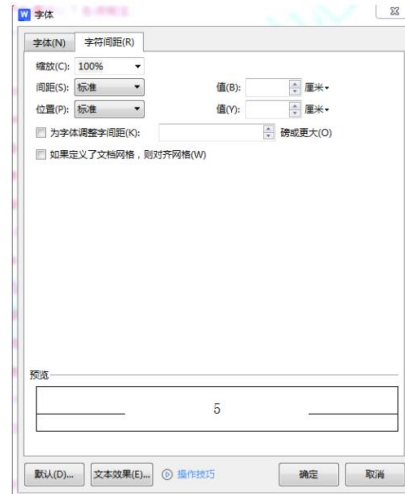 W 字体
字体(N) 字符间距(R)
缩放(C): 100%
间距(S): 标准 值(B): 厘米
位置(P): 标准 值(Y): 厘米
为字体调整字间距(K): 磅或更大(O)
如果定义了文档网格，则对齐网格(W)
预览
5
默认(D)... 文本效果(E)... 操作技巧 确定 取消